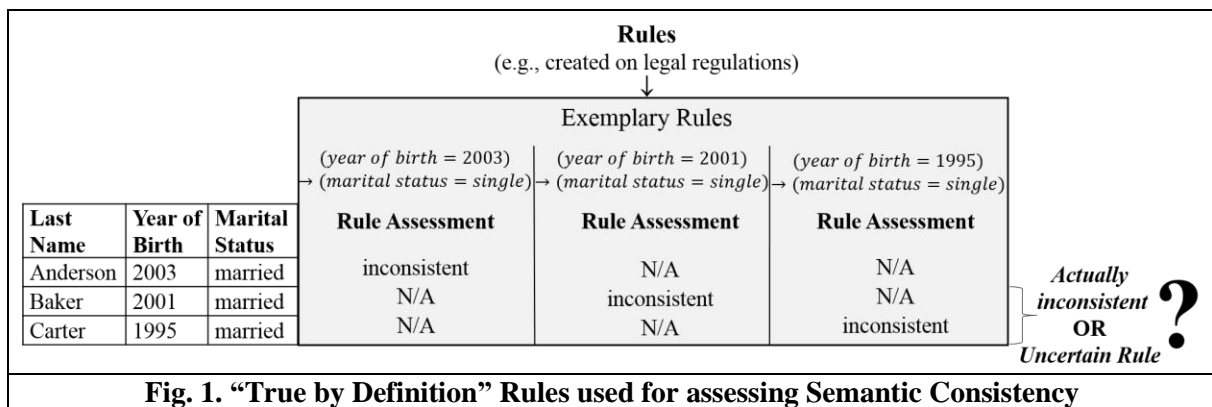 Rules
(e.g., created on legal regulations)
↓
Exemplary Rules
(year of birth = 2003) (year of birth = 2001) (year of birth = 1995)
→ (marital status = single) → (marital status = single) → (marital status = single)
Last Name Year of Birth Marital Status Rule Assessment Rule Assessment Rule Assessment
Anderson 2003 married inconsistent N/A N/A
Baker 2001 married N/A inconsistent N/A
Carter 1995 married N/A N/A inconsistent
Actually
inconsistent
OR
Uncertain Rule
?
Fig. 1. “True by Definition” Rules used for assessing Semantic Consistency